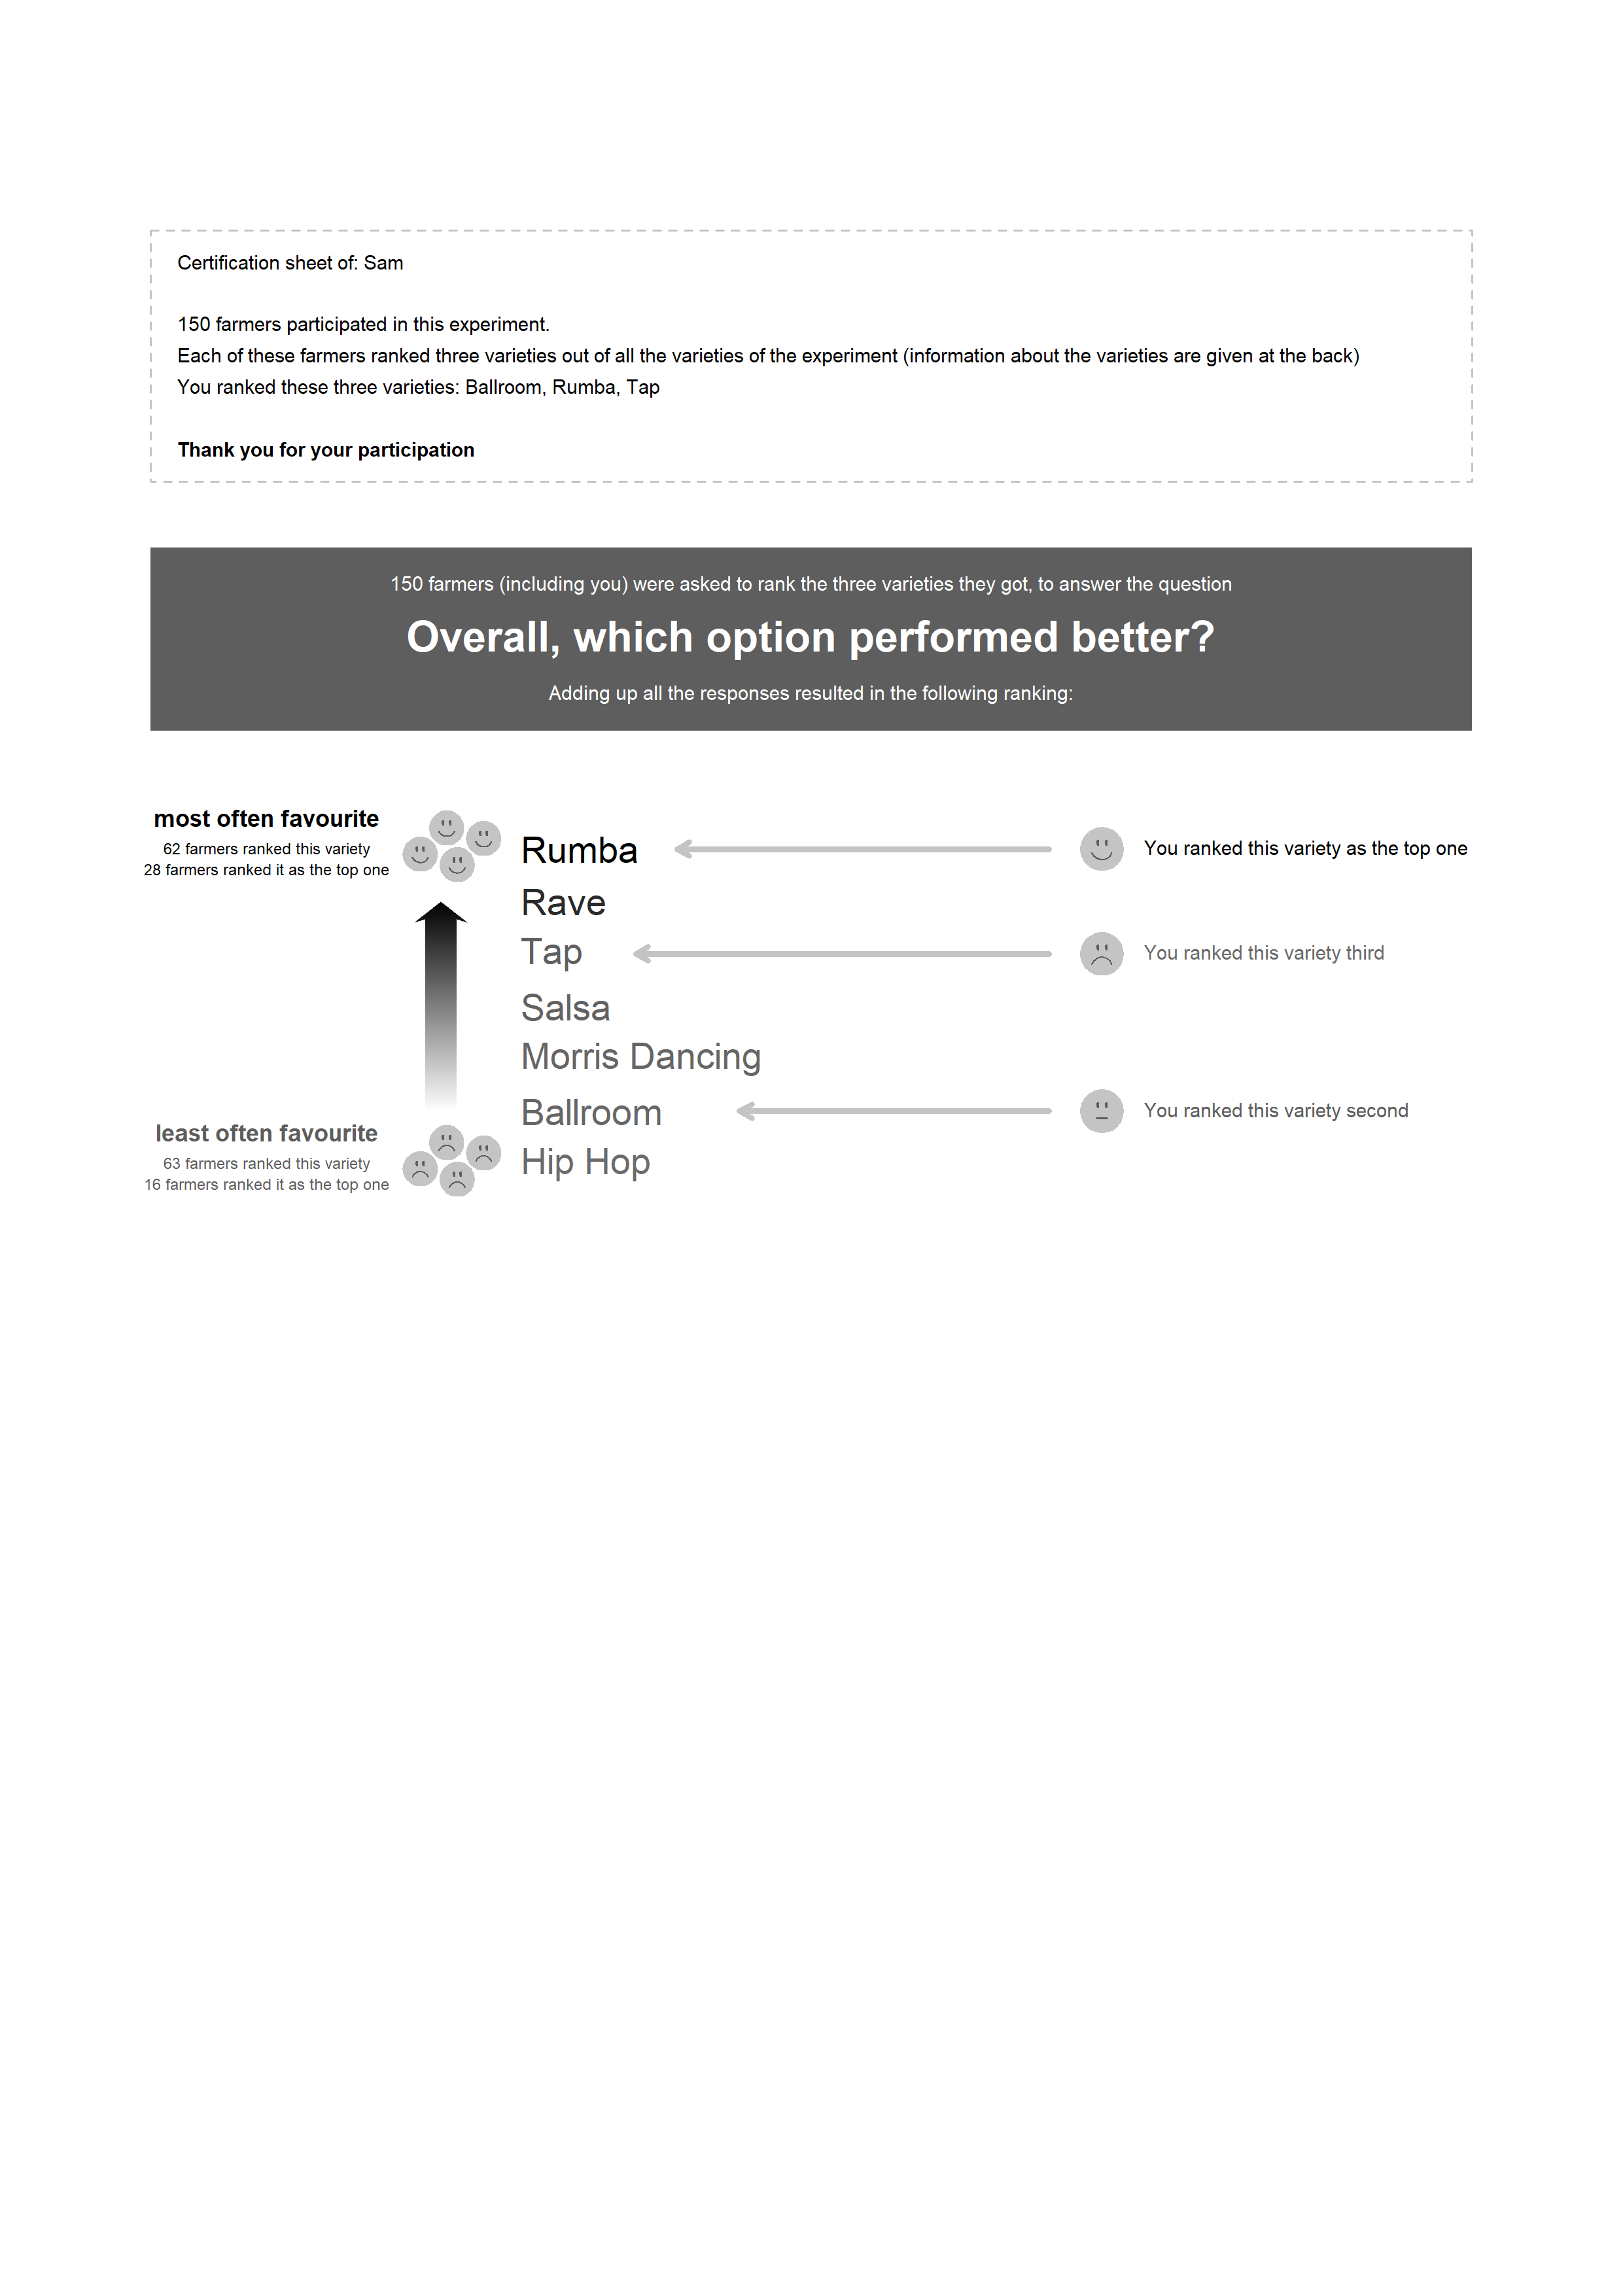 Certification sheet of: Sam
150 farmers participated in this experiment.
Each of these farmers ranked three varieties out of all the varieties of the experiment (information about the varieties are given at the back)
You ranked these three varieties: Ballroom, Rumba, Tap
Thank you for your participation
150 farmers (including you) were asked to rank the three varieties they got, to answer the question
Overall, which option performed better?
Adding up all the responses resulted in the following ranking:
most often favourite
62 farmers ranked this variety
28 farmers ranked it as the top one
Rumba
You ranked this variety as the top one
Rave
Tap
You ranked this variety third
Salsa
Morris Dancing
Ballroom
You ranked this variety second
least often favourite
63 farmers ranked this variety
16 farmers ranked it as the top one
Hip Hop